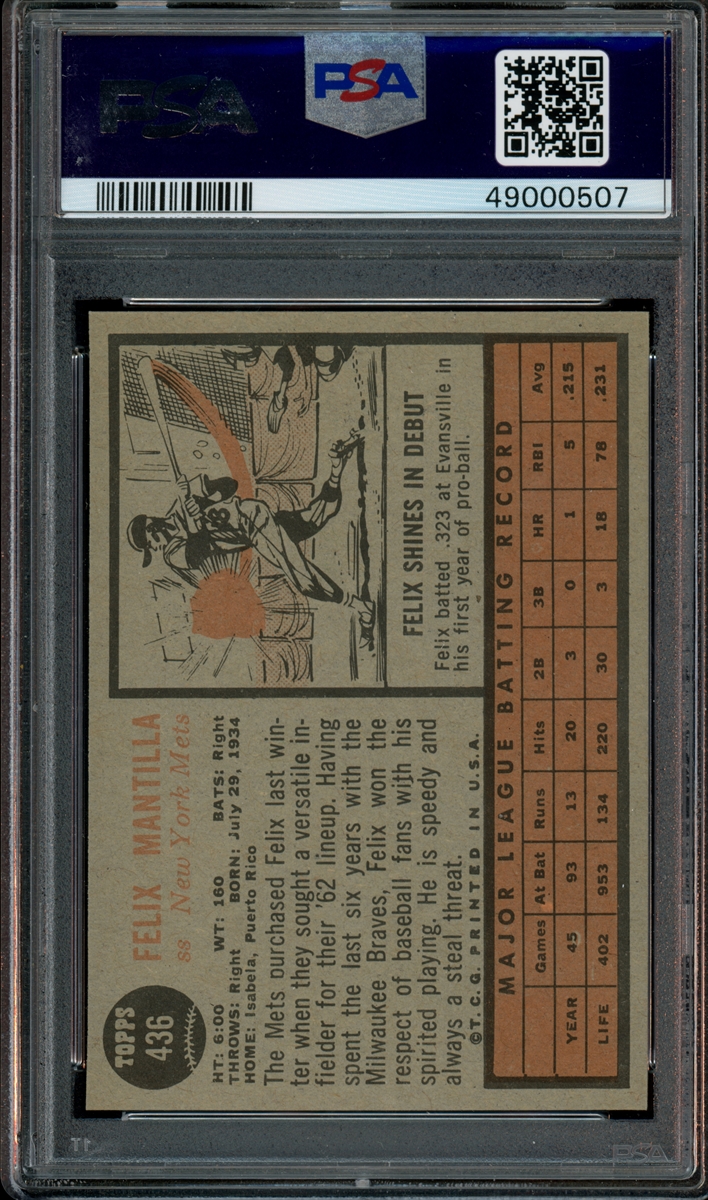 PSA
PSA
49000507
TOPPS
436
FELIX MANTILLA
ss New York Mets
HT: 6:00 WT: 160 BATS: Right
THROWS: Right BORN: July 29, 1934
HOME: Isabela, Puerto Rico
The Mets purchased Felix last win-
ter when they sought a versatile in-
fielder for their '62 lineup. Having
spent the last six years with the
Milwaukee Braves, Felix won the
respect of baseball fans with his
spirited playing. He is speedy and
always a steal threat.
©T.C.G. PRINTED IN U.S.A.
FELIX SHINES IN DEBUT
Felix batted .323 at Evansville in
his first year of pro-ball.
MAJOR LEAGUE BATTING RECORD
Games At Bat Runs Hits 2B 3B HR RBI Avg
YEAR 45 93 13 20 3 0 1 5 .215
LIFE 402 953 134 220 30 3 18 78 .231
PSA